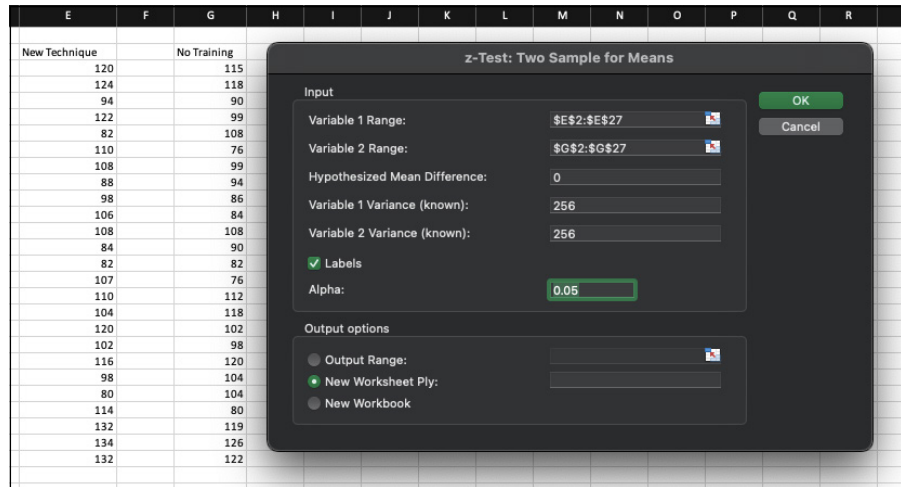 E F G H I J K L M N O P Q R
New Technique No Training
120 115
124 118
94 90
122 99
82 108
110 76
108 99
88 94
98 86
106 84
108 108
84 90
82 82
107 76
110 112
104 118
120 102
102 98
116 120
98 104
80 104
114 80
132 119
134 126
132 122
z-Test: Two Sample for Means
Input
Variable 1 Range: $E$2:$E$27
Variable 2 Range: $G$2:$G$27
Hypothesized Mean Difference: 0
Variable 1 Variance (known): 256
Variable 2 Variance (known): 256
Labels
Alpha: 0.05
Output options
Output Range:
New Worksheet Ply:
New Workbook
OK
Cancel